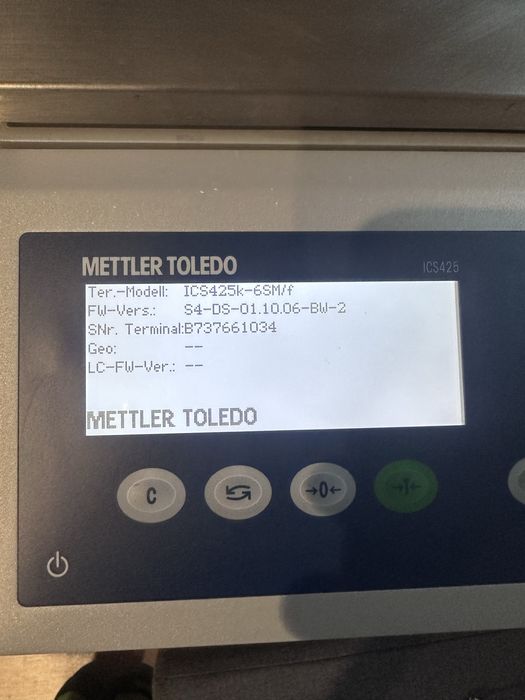 METTLER TOLEDO
ICS425
Ter.-Modell: ICS425k-6SM/f
FW-Vers.: S4-DS-01.10.06-BW-2
SNr. Terminal:B737661034
Geo: --
LC-FW-Ver.: --
METTLER TOLEDO
C
→0←
→T←